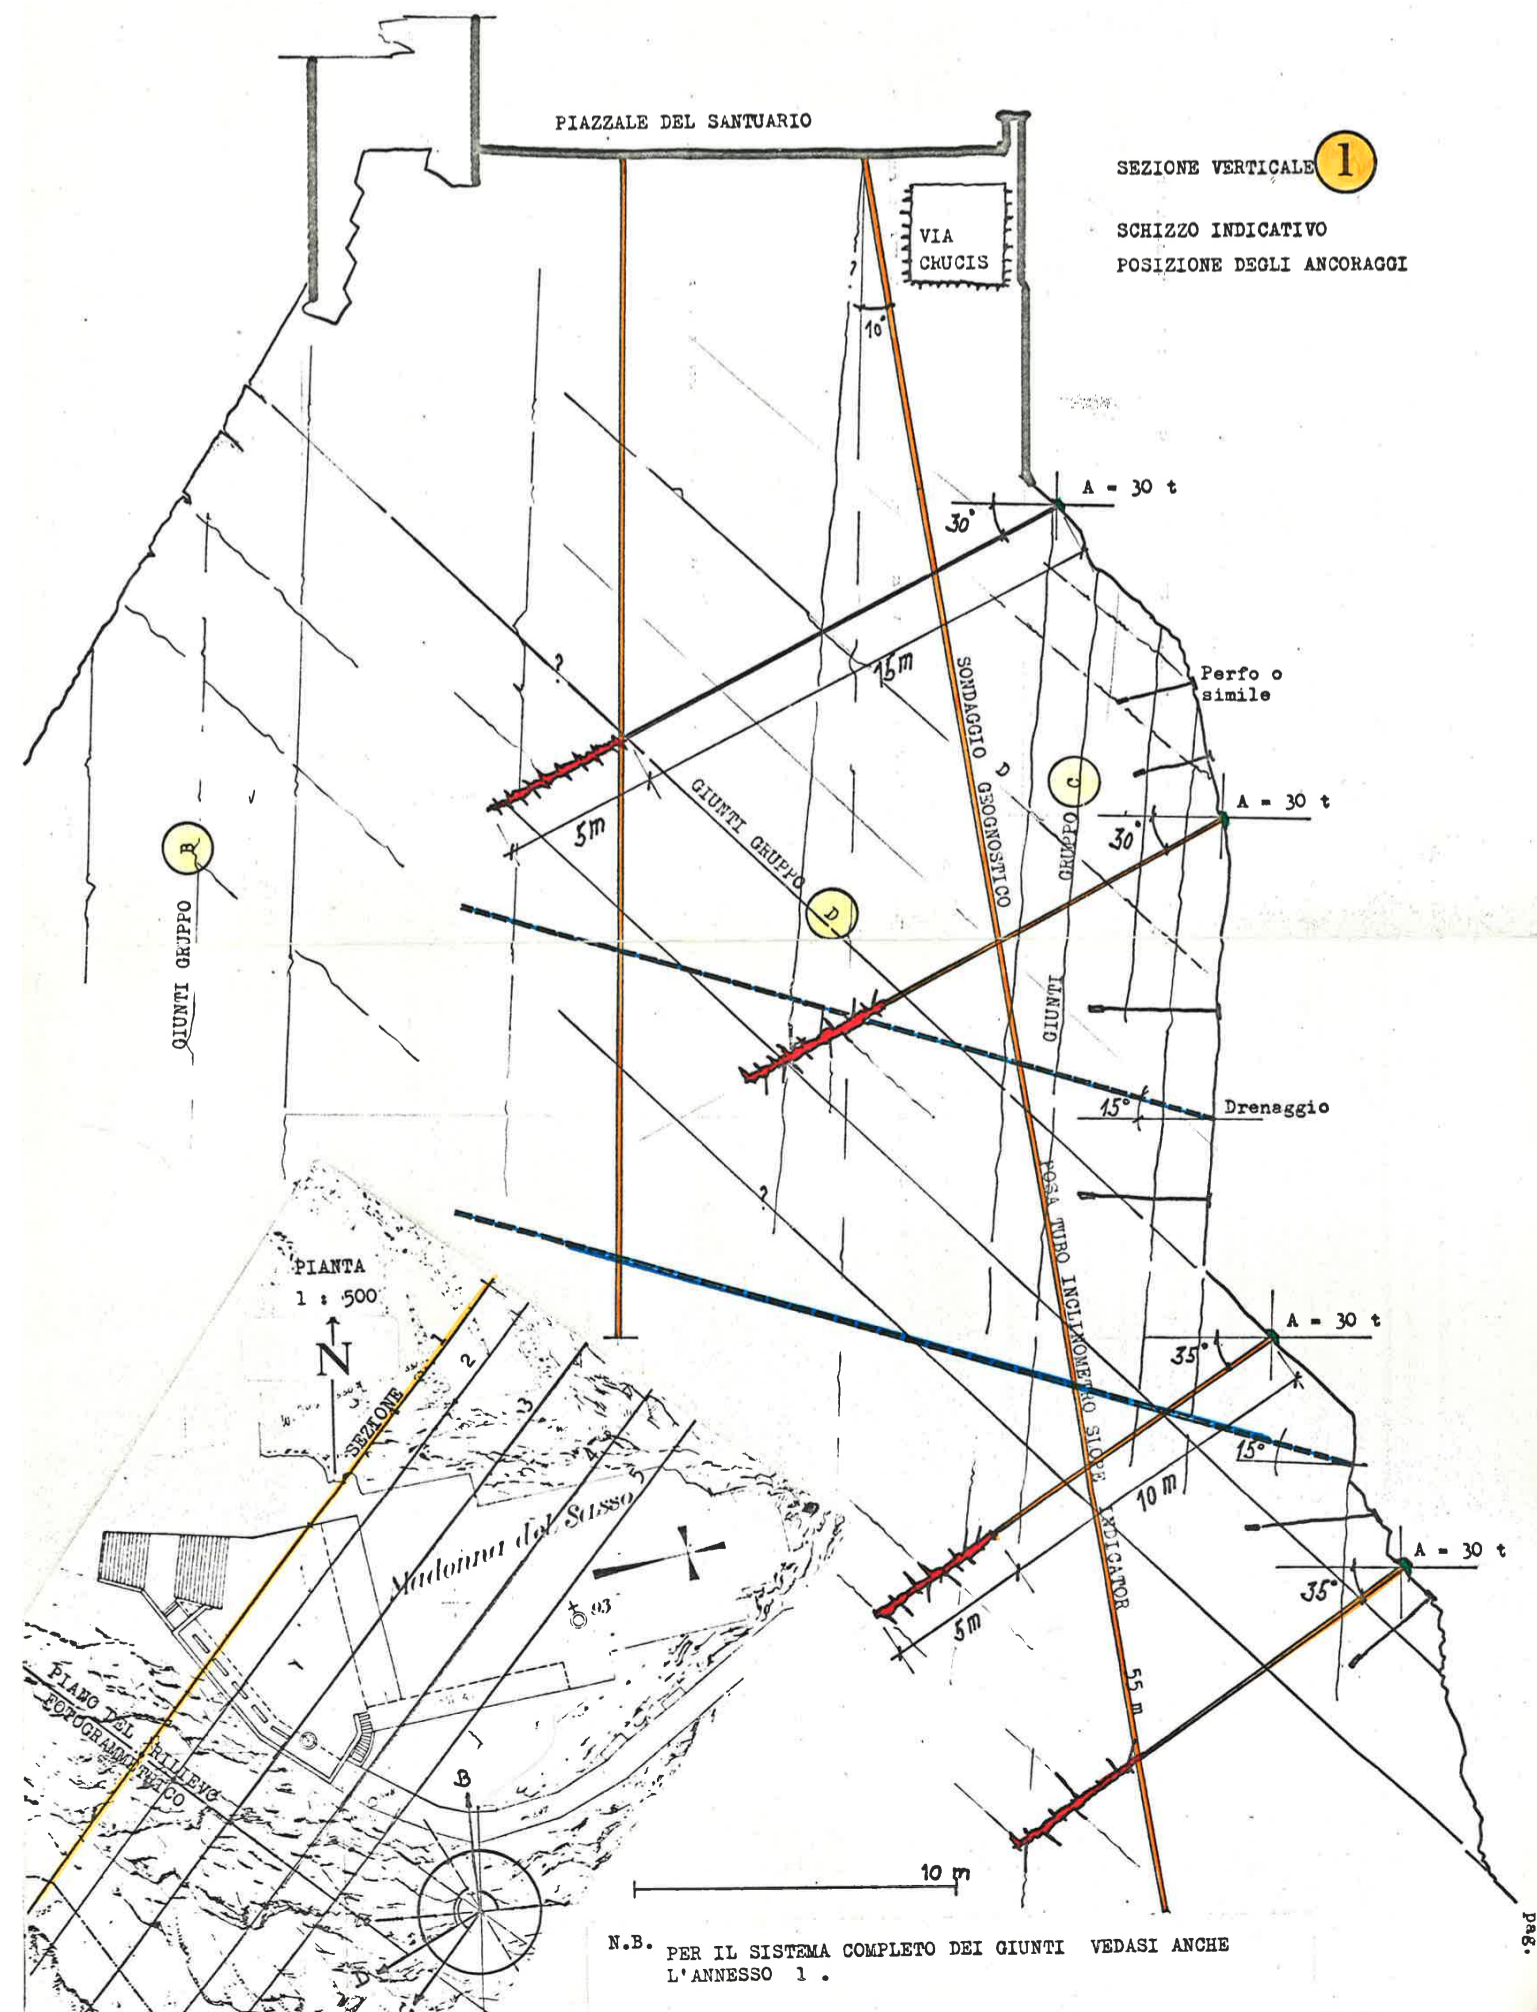 PIAZZALE DEL SANTUARIO
SEZIONE VERTICALE 1
SCHIZZO INDICATIVO
POSIZIONE DEGLI ANCORAGGI
VIA
CRUCIS
?
10°
A = 30 t
30°
15m
?
Perfo o
simile
SONDAGGIO GEOGNOSTICO
D
GIUNTI GRUPPO C
A = 30 t
30°
5m
GIUNTI GRUPPO D
GIUNTI GRUPPO B
15°
Drenaggio
?
POSA TUBO INCLINOMETRO SLOPE INDICATOR
55 m
PIANTA
1 : 500
N
SEZIONE 1
2
3
4
5
A = 30 t
35°
15°
10 m
5m
A = 30 t
35°
Madonna del Sasso
93
PIANO DEL RILIEVO
FOTOGRAMMETRICO
B
D
10 m
N.B. PER IL SISTEMA COMPLETO DEI GIUNTI VEDASI ANCHE
L'ANNESSO 1 .
pag.